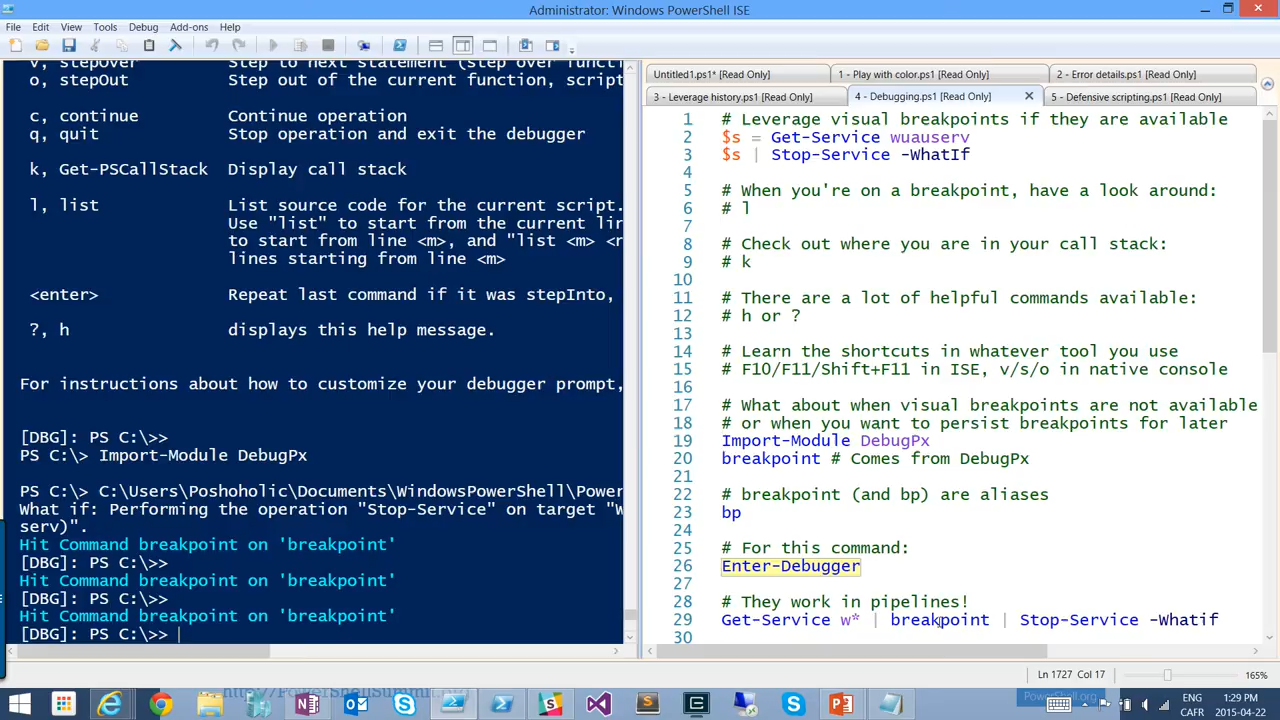 Administrator: Windows PowerShell ISE
File Edit View Tools Debug Add-ons Help
v, stepOver Step to next statement (step over functi
o, stepOut Step out of the current function, script
c, continue Continue operation
q, quit Stop operation and exit the debugger
k, Get-PSCallStack Display call stack
l, list List source code for the current script.
Use "list" to start from the current lir
to start from line <m>, and "list <m> <r
lines starting from line <m>
<enter> Repeat last command if it was stepInto,
?, h displays this help message.
For instructions about how to customize your debugger prompt,
[DBG]: PS C:\>>
PS C:\> Import-Module DebugPx
PS C:\> C:\Users\Poshoholic\Documents\WindowsPowerShell\Power
What if: Performing the operation "Stop-Service" on target "W
serv)".
Hit Command breakpoint on 'breakpoint'
[DBG]: PS C:\>>
Hit Command breakpoint on 'breakpoint'
[DBG]: PS C:\>>
Hit Command breakpoint on 'breakpoint'
[DBG]: PS C:\>>
Untitled1.ps1* [Read Only] 1 - Play with color.ps1 [Read Only] 2 - Error details.ps1 [Read Only]
3 - Leverage history.ps1 [Read Only] 4 - Debugging.ps1 [Read Only] 5 - Defensive scripting.ps1 [Read Only]
1 # Leverage visual breakpoints if they are available
2 $s = Get-Service wuauserv
3 $s | Stop-Service -WhatIf
4
5 # When you're on a breakpoint, have a look around:
6 # l
7
8 # Check out where you are in your call stack:
9 # k
10
11 # There are a lot of helpful commands available:
12 # h or ?
13
14 # Learn the shortcuts in whatever tool you use
15 # F10/F11/Shift+F11 in ISE, v/s/o in native console
16
17 # What about when visual breakpoints are not available
18 # or when you want to persist breakpoints for later
19 Import-Module DebugPx
20 breakpoint # Comes from DebugPx
21
22 # breakpoint (and bp) are aliases
23 bp
24
25 # For this command:
26 Enter-Debugger
27
28 # They work in pipelines!
29 Get-Service w* | breakpoint | Stop-Service -Whatif
30
Ln 1727 Col 17 165%
PowerShell.org
ENG 1:29 PM
CAFR 2015-04-22